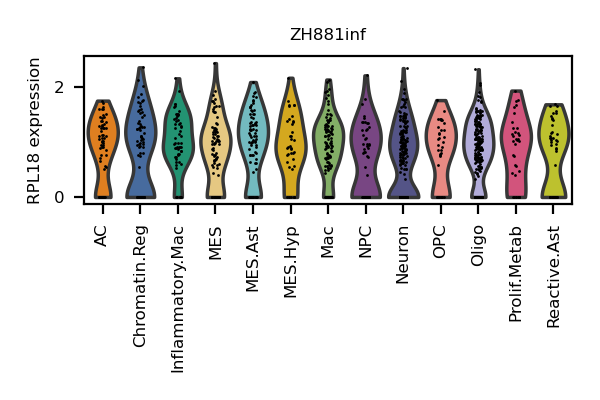 ZH881inf
RPL18 expression
2
0
AC
Chromatin.Reg
Inflammatory.Mac
MES
MES.Ast
MES.Hyp
Mac
NPC
Neuron
OPC
Oligo
Prolif.Metab
Reactive.Ast